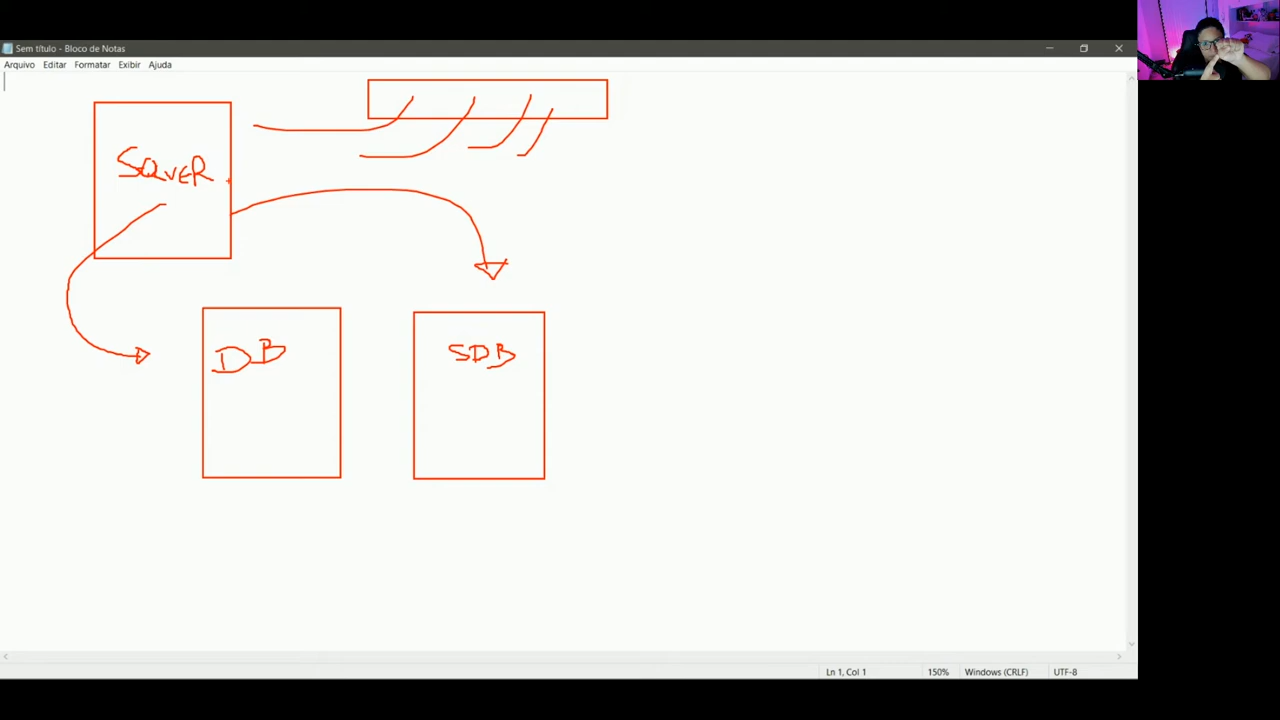 Sem título - Bloco de Notas
Arquivo Editar Formatar Exibir Ajuda
SQVER
DB
SDB
Ln 1, Col 1 150% Windows (CRLF) UTF-8